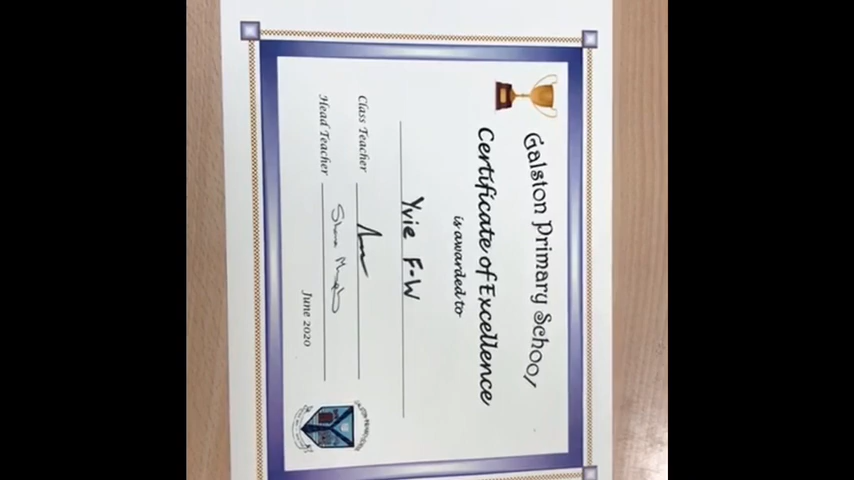 Galston Primary School
Certificate of Excellence
is awarded to
Yvie F-W
Class Teacher
Head Teacher
June 2020